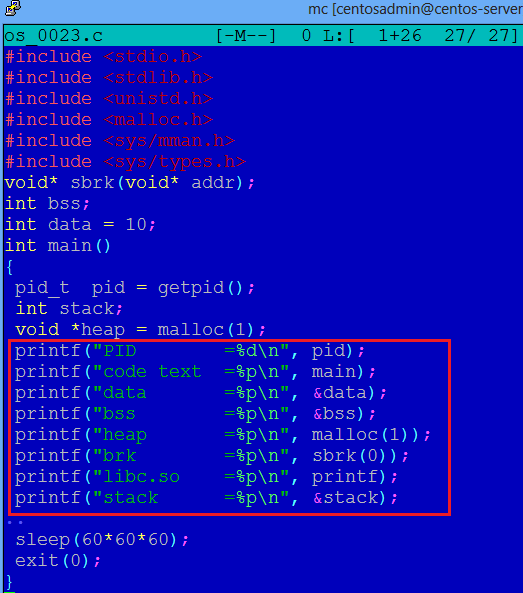 mc [centosadmin@centos-server
os_0023.c [-M--] 0 L:[ 1+26 27/ 27]
#include <stdio.h>
#include <stdlib.h>
#include <unistd.h>
#include <malloc.h>
#include <sys/mman.h>
#include <sys/types.h>
void* sbrk(void* addr);
int bss;
int data = 10;
int main()
{
 pid_t  pid = getpid();
 int stack;
 void *heap = malloc(1);
 printf("PID        =%d\n", pid);
 printf("code text  =%p\n", main);
 printf("data       =%p\n", &data);
 printf("bss        =%p\n", &bss);
 printf("heap       =%p\n", malloc(1));
 printf("brk        =%p\n", sbrk(0));
 printf("libc.so    =%p\n", printf);
 printf("stack      =%p\n", &stack);
..
 sleep(60*60*60);
 exit(0);
}